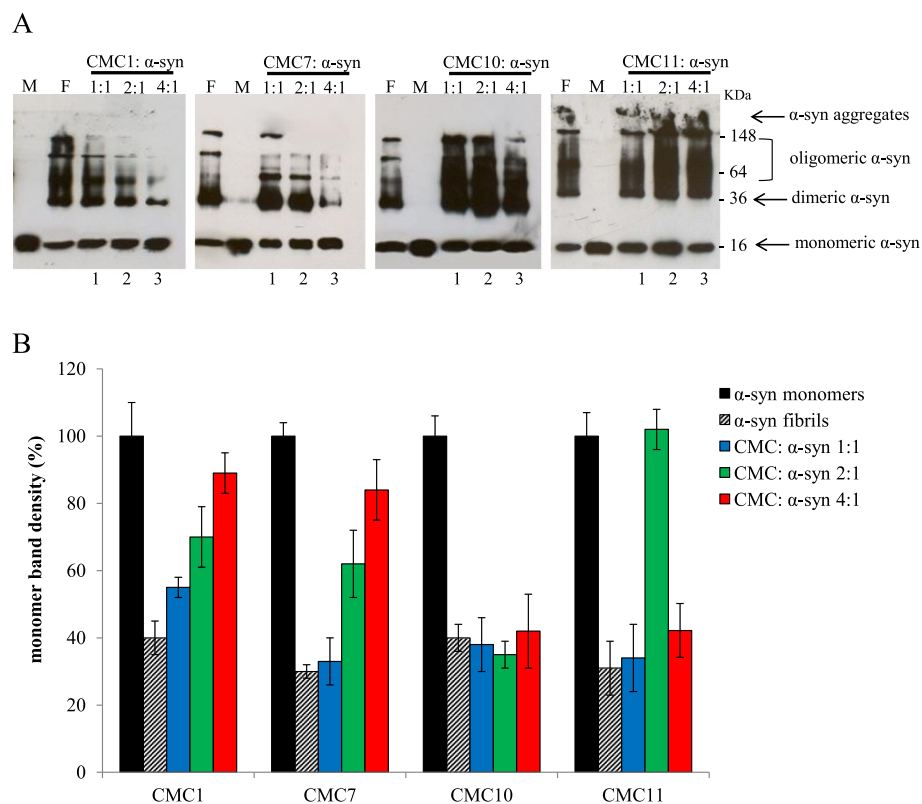 A
CMC1: α-syn
M F 1:1 2:1 4:1
1 2 3
CMC7: α-syn
F M 1:1 2:1 4:1
1 2 3
CMC10: α-syn
F M 1:1 2:1 4:1
1 2 3
CMC11: α-syn
F M 1:1 2:1 4:1
1 2 3
KDa
148
64
36
16
α-syn aggregates
oligomeric α-syn
dimeric α-syn
monomeric α-syn
B
monomer band density (%)
120
100
80
60
40
20
0
CMC1 CMC7 CMC10 CMC11
α-syn monomers
α-syn fibrils
CMC: α-syn 1:1
CMC: α-syn 2:1
CMC: α-syn 4:1